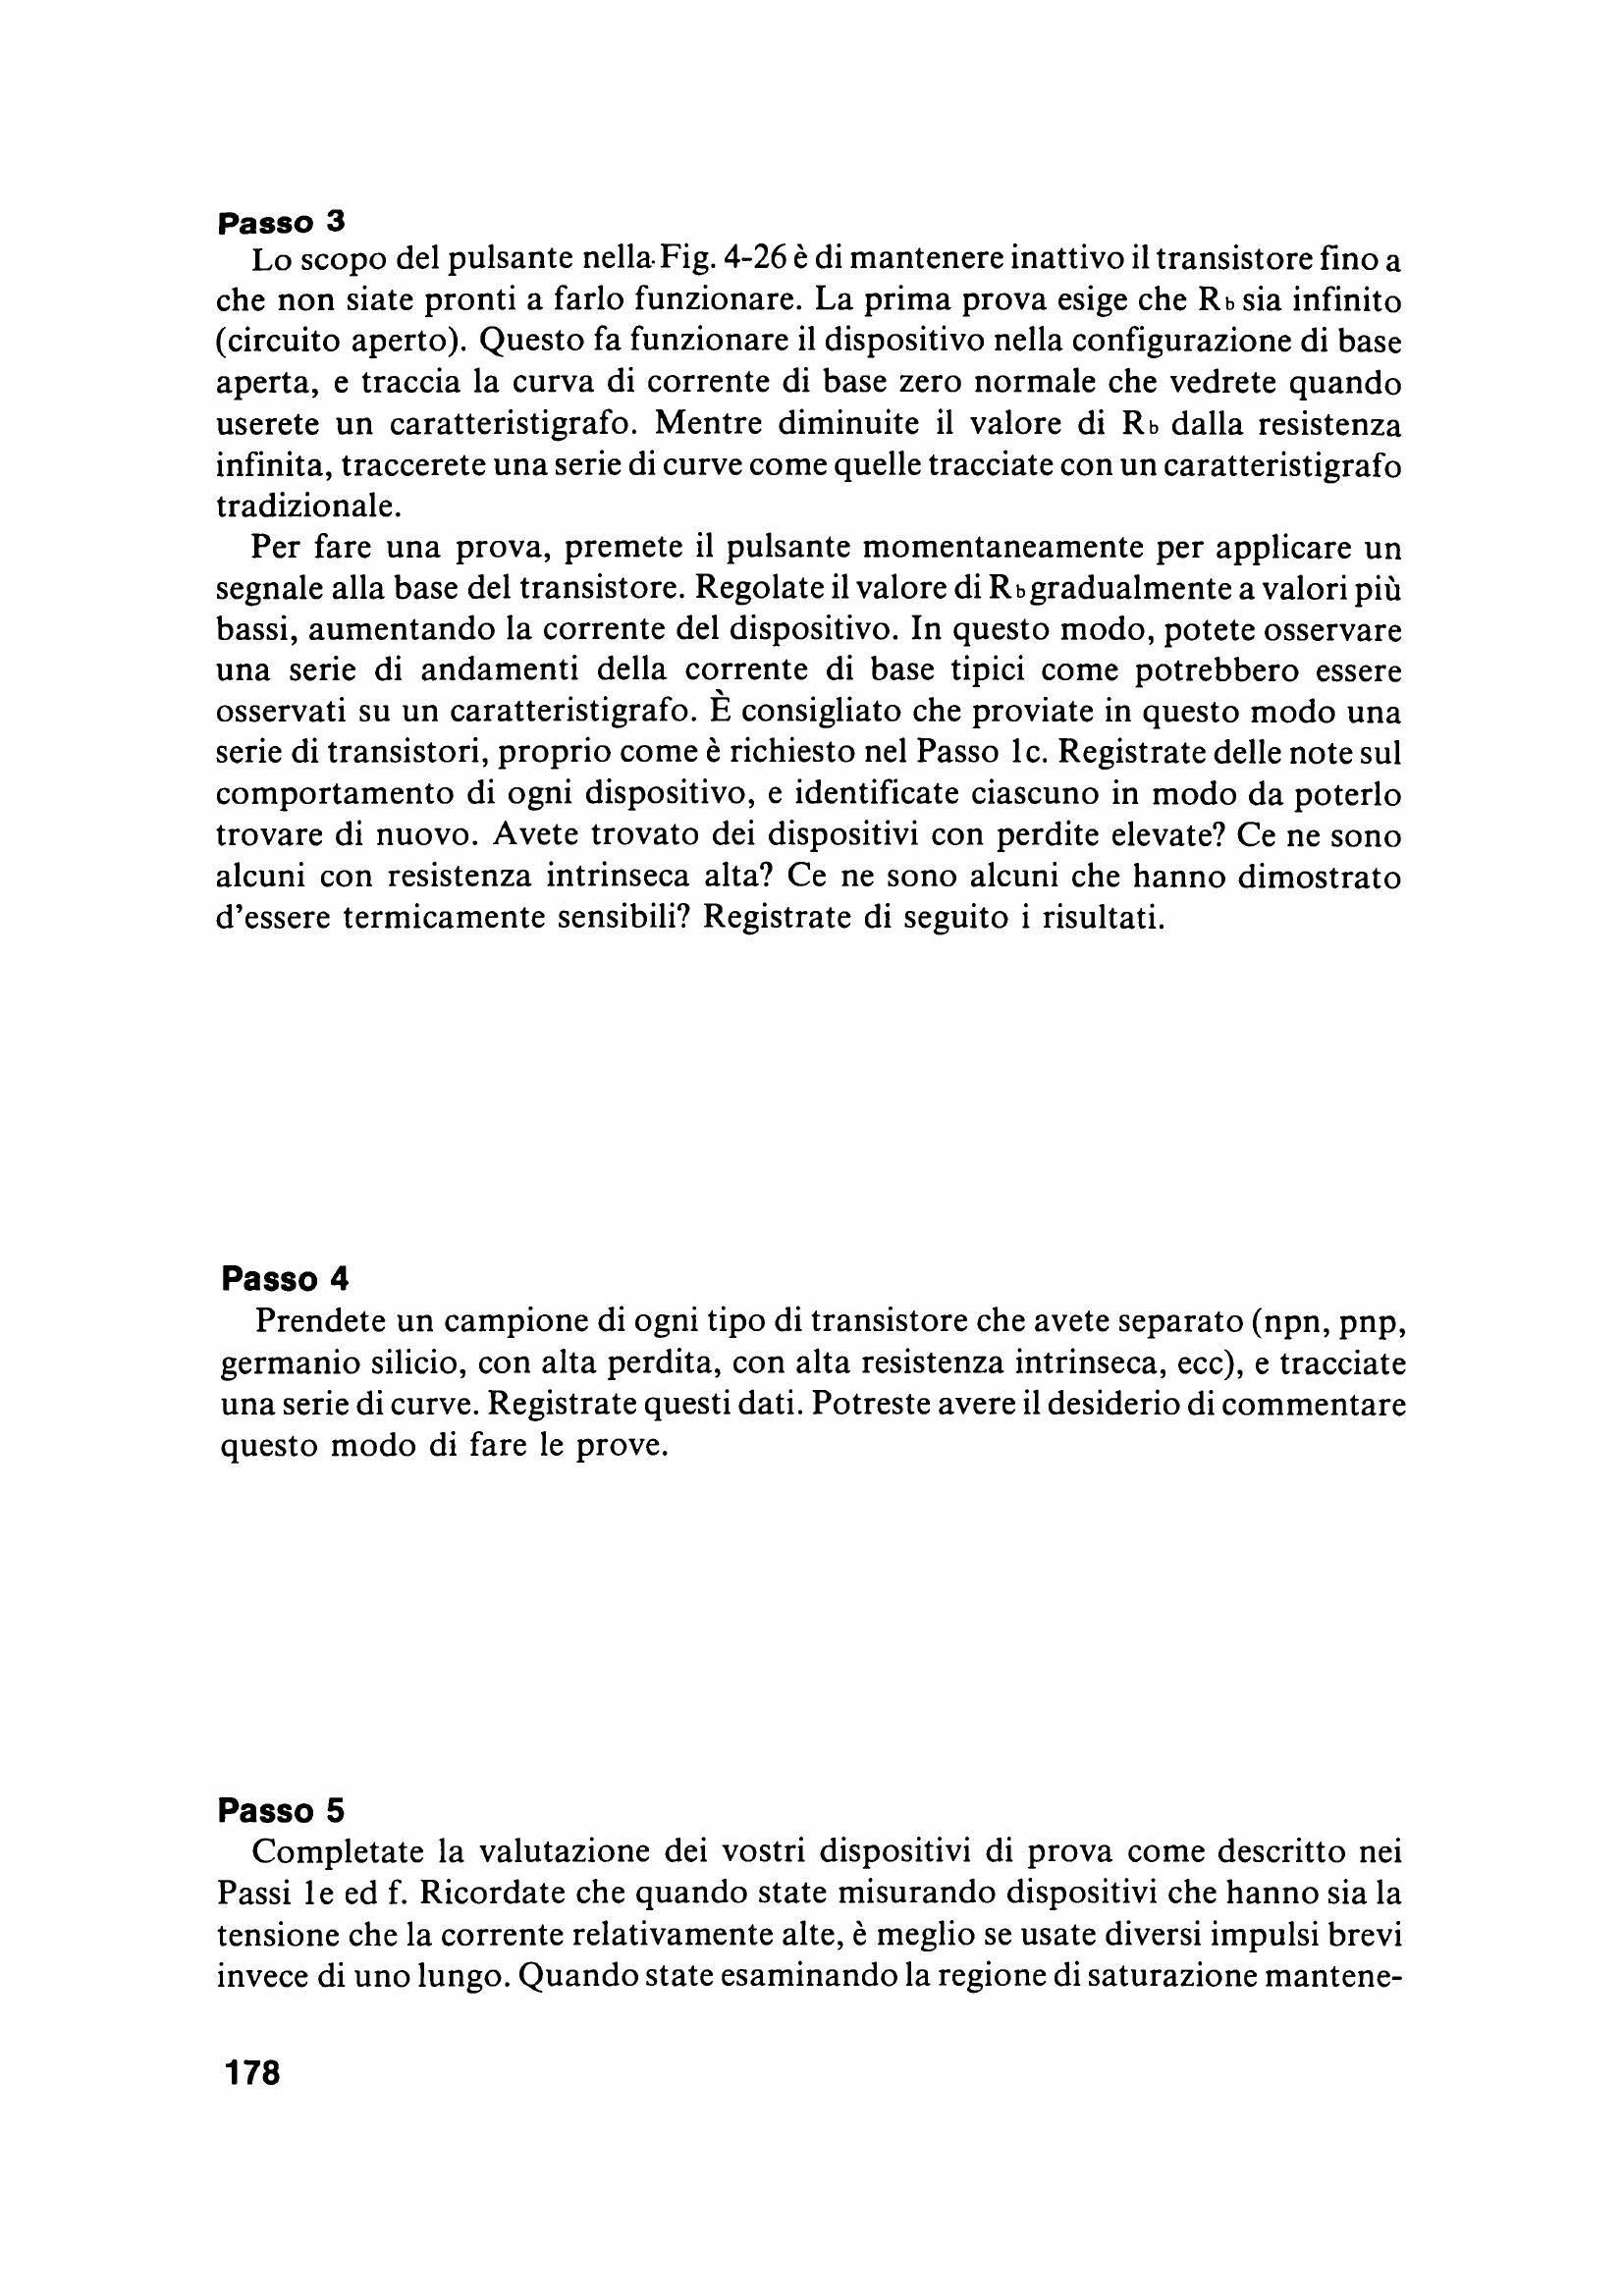 Passo 3
Lo scopo del pulsante nella Fig. 4-26 è di mantenere inattivo il transistore fino a
che non siate pronti a farlo funzionare. La prima prova esige che Rb sia infinito
(circuito aperto). Questo fa funzionare il dispositivo nella configurazione di base
aperta, e traccia la curva di corrente di base zero normale che vedrete quando
userete un caratteristigrafo. Mentre diminuite il valore di Rb dalla resistenza
infinita, traccerete una serie di curve come quelle tracciate con un caratteristigrafo
tradizionale.
Per fare una prova, premete il pulsante momentaneamente per applicare un
segnale alla base del transistore. Regolate il valore di Rb gradualmente a valori più
bassi, aumentando la corrente del dispositivo. In questo modo, potete osservare
una serie di andamenti della corrente di base tipici come potrebbero essere
osservati su un caratteristigrafo. È consigliato che proviate in questo modo una
serie di transistori, proprio come è richiesto nel Passo 1c. Registrate delle note sul
comportamento di ogni dispositivo, e identificate ciascuno in modo da poterlo
trovare di nuovo. Avete trovato dei dispositivi con perdite elevate? Ce ne sono
alcuni con resistenza intrinseca alta? Ce ne sono alcuni che hanno dimostrato
d'essere termicamente sensibili? Registrate di seguito i risultati.
Passo 4
Prendete un campione di ogni tipo di transistore che avete separato (npn, pnp,
germanio silicio, con alta perdita, con alta resistenza intrinseca, ecc), e tracciate
una serie di curve. Registrate questi dati. Potreste avere il desiderio di commentare
questo modo di fare le prove.
Passo 5
Completate la valutazione dei vostri dispositivi di prova come descritto nei
Passi 1e ed f. Ricordate che quando state misurando dispositivi che hanno sia la
tensione che la corrente relativamente alte, è meglio se usate diversi impulsi brevi
invece di uno lungo. Quando state esaminando la regione di saturazione mantene-
178